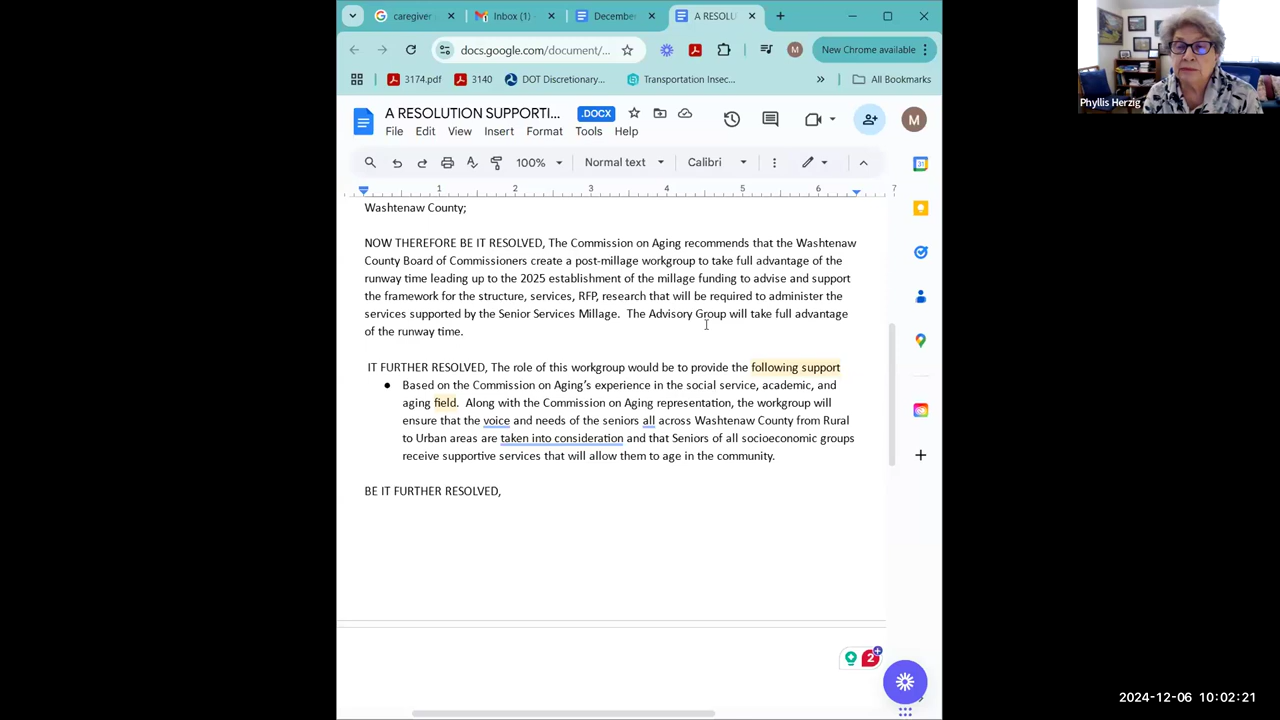 caregiver
Inbox (1)
December
A RESOLU
docs.google.com/document/...
New Chrome available
3174.pdf
3140
DOT Discretionary...
Transportation Insec...
All Bookmarks
A RESOLUTION SUPPORTI...
.DOCX
File Edit View Insert Format Tools Help
M
100%
Normal text
Calibri
1 2 3 4 5 6 7
Washtenaw County;
NOW THEREFORE BE IT RESOLVED, The Commission on Aging recommends that the Washtenaw
County Board of Commissioners create a post-millage workgroup to take full advantage of the
runway time leading up to the 2025 establishment of the millage funding to advise and support
the framework for the structure, services, RFP, research that will be required to administer the
services supported by the Senior Services Millage. The Advisory Group will take full advantage
of the runway time.
IT FURTHER RESOLVED, The role of this workgroup would be to provide the following support
● Based on the Commission on Aging's experience in the social service, academic, and
aging field. Along with the Commission on Aging representation, the workgroup will
ensure that the voice and needs of the seniors all across Washtenaw County from Rural
to Urban areas are taken into consideration and that Seniors of all socioeconomic groups
receive supportive services that will allow them to age in the community.
BE IT FURTHER RESOLVED,
2
Phyllis Herzig
2024-12-06 10:02:21